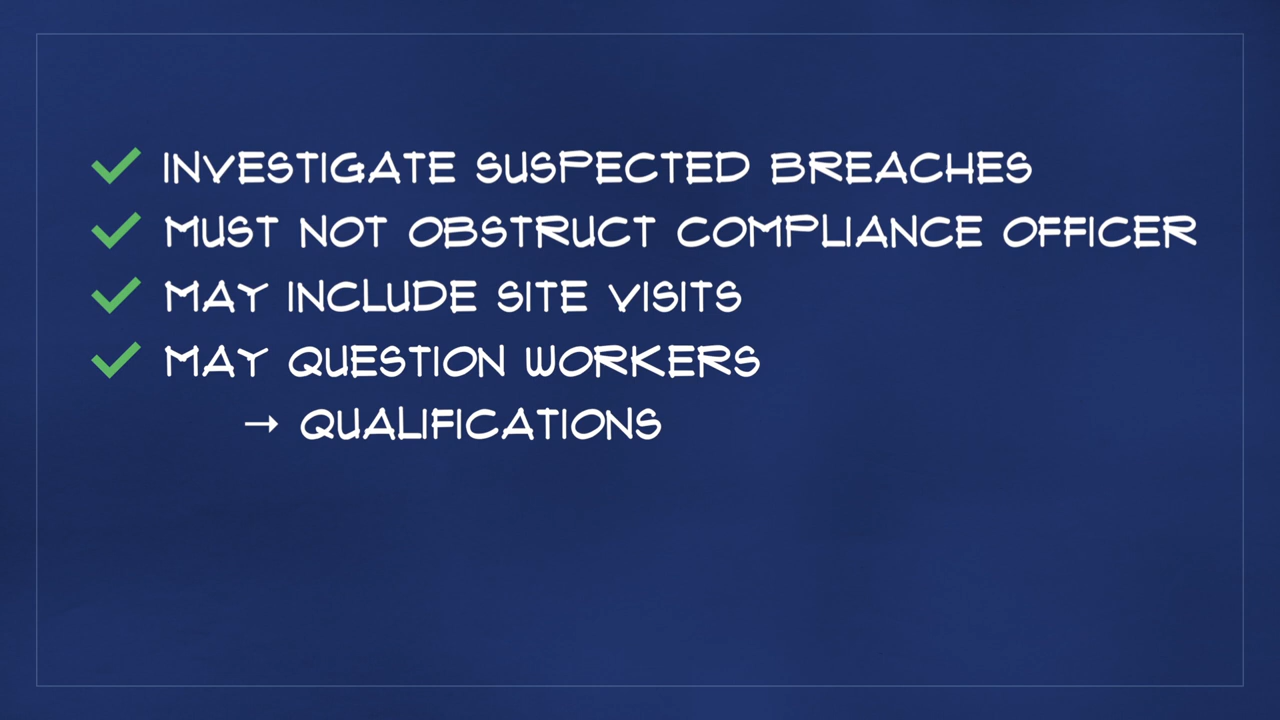 INVESTIGATE SUSPECTED BREACHES
MUST NOT OBSTRUCT COMPLIANCE OFFICER
MAY INCLUDE SITE VISITS
MAY QUESTION WORKERS
→ QUALIFICATIONS